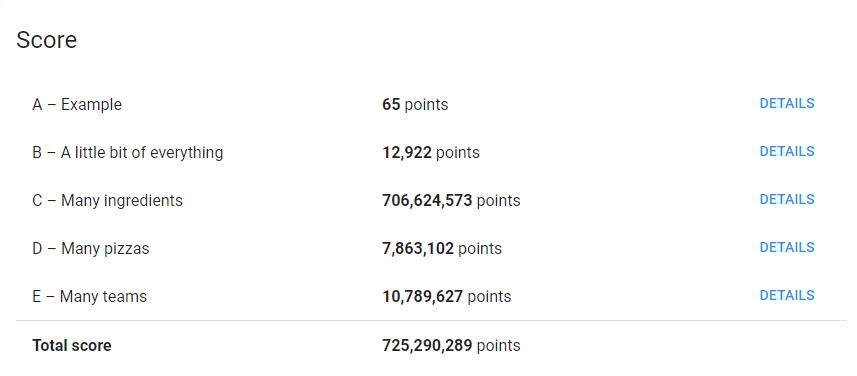 Score
A – Example 65 points DETAILS
B – A little bit of everything 12,922 points DETAILS
C – Many ingredients 706,624,573 points DETAILS
D – Many pizzas 7,863,102 points DETAILS
E – Many teams 10,789,627 points DETAILS
Total score 725,290,289 points